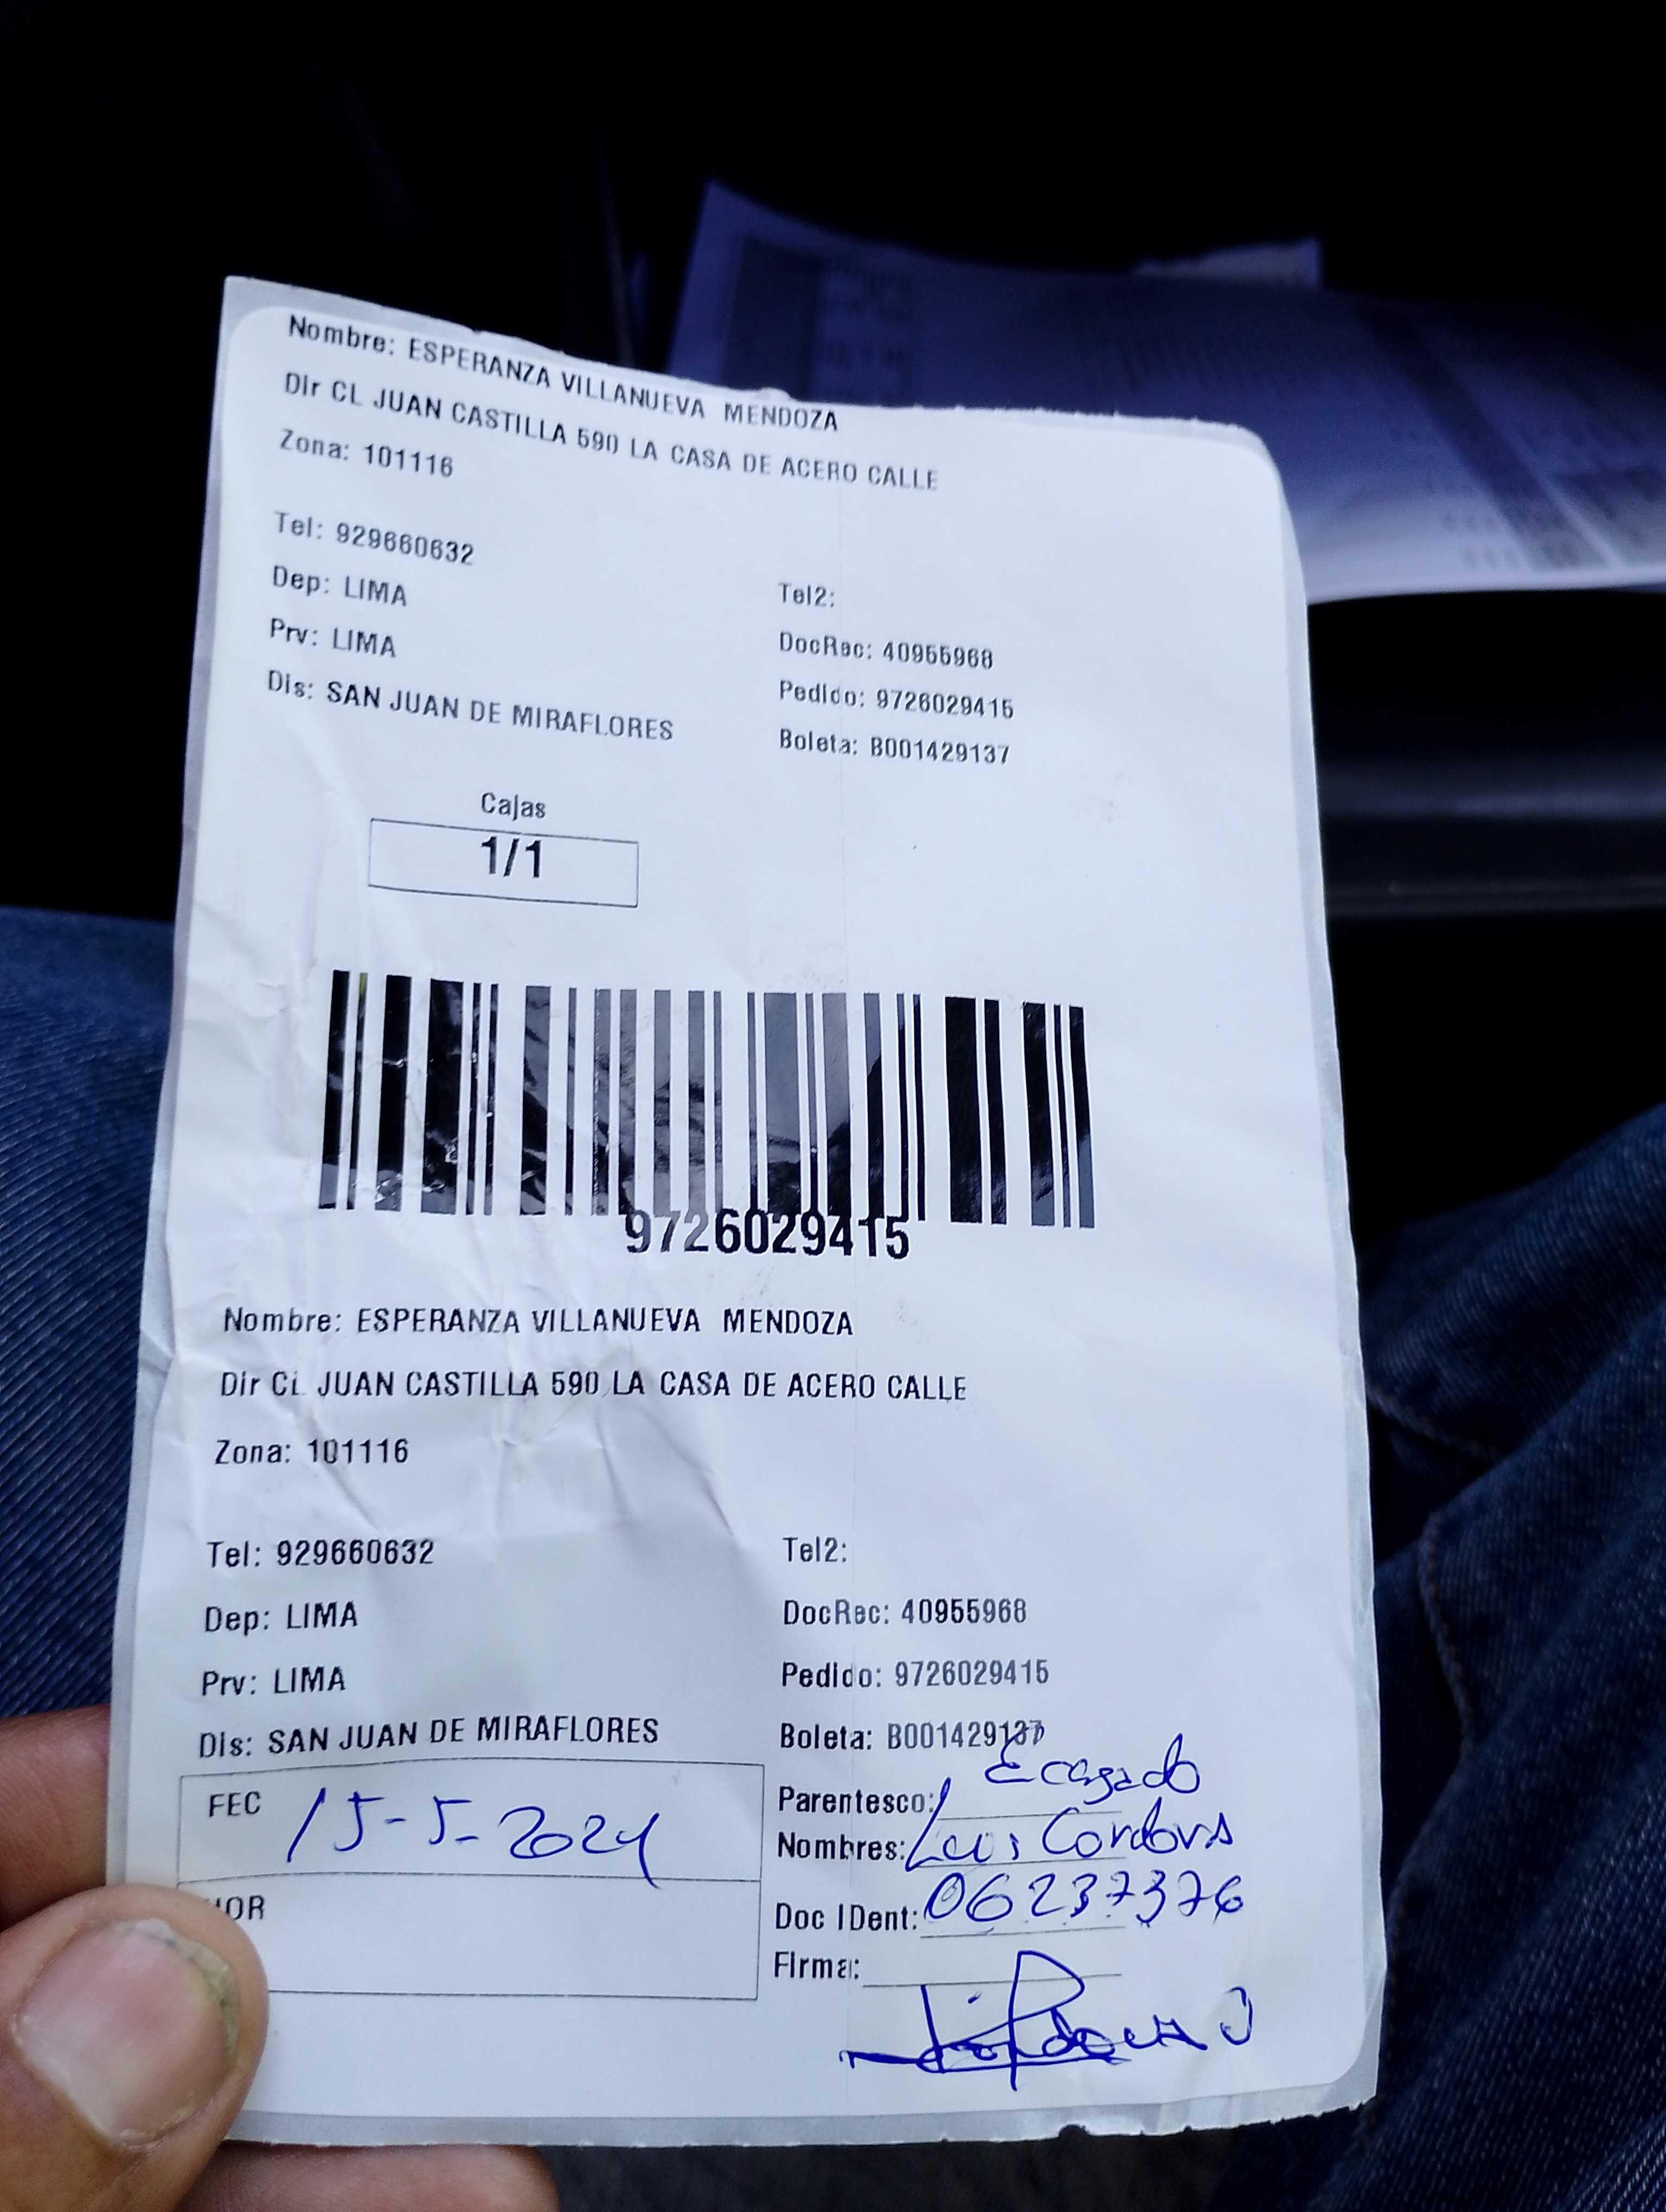 Nombre: ESPERANZA VILLANUEVA MENDOZA
Dir CL JUAN CASTILLA 590 LA CASA DE ACERO CALLE
Zona: 101116
Tel: 929660632
Tel2:
Dep: LIMA
DocRec: 40955968
Prv: LIMA
Pedido: 9726029415
Dis: SAN JUAN DE MIRAFLORES
Boleta: B001429137
Cajas
1/1
9726029415
Nombre: ESPERANZA VILLANUEVA MENDOZA
Dir CL JUAN CASTILLA 590 LA CASA DE ACERO CALLE
Zona: 101116
Tel: 929660632
Tel2:
Dep: LIMA
DocRec: 40955968
Prv: LIMA
Pedido: 9726029415
Dis: SAN JUAN DE MIRAFLORES
Boleta: B001429137
FEC 15-5-2024
Parentesco:
Nombres: Luis Cordova
HOR
Doc IDent: 06237376
Firma: